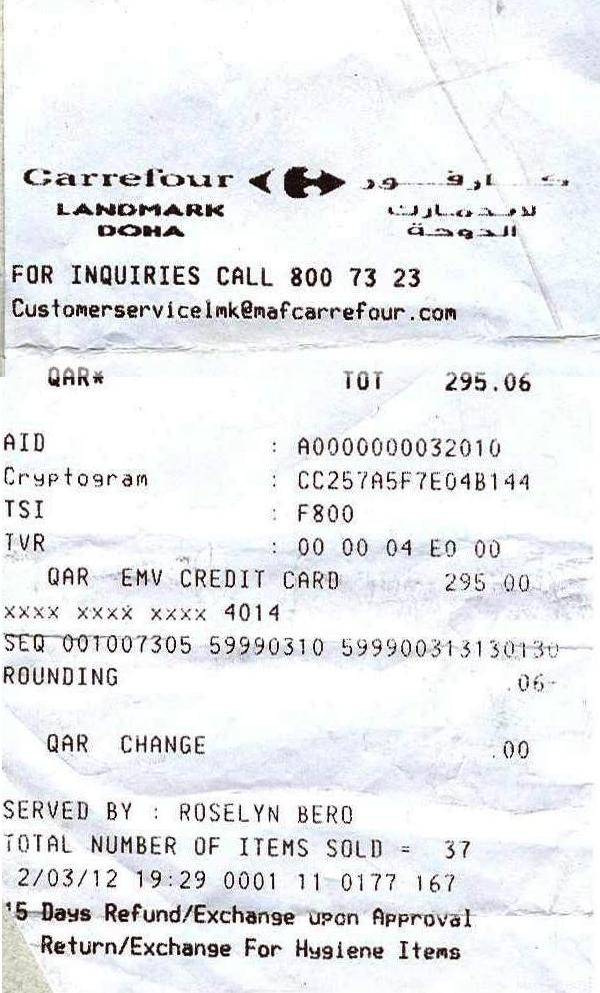 Carrefour كارفور
LANDMARK لاندمارك
DOHA الدوحة
FOR INQUIRIES CALL 800 73 23
Customerservicelmk@mafcarrefour.com
QAR* TOT 295.06
AID : A0000000032010
Cryptogram : CC257A5F7E04B144
TSI : F800
TVR : 00 00 04 E0 00
QAR EMV CREDIT CARD 295.00
xxxx xxxx xxxx 4014
SEQ 001007305 59990310 599900313130130
ROUNDING .06-
QAR CHANGE .00
SERVED BY : ROSELYN BERO
TOTAL NUMBER OF ITEMS SOLD = 37
2/03/12 19:29 0001 11 0177 167
Days Refund/Exchange upon Approval
Return/Exchange For Hygiene Items